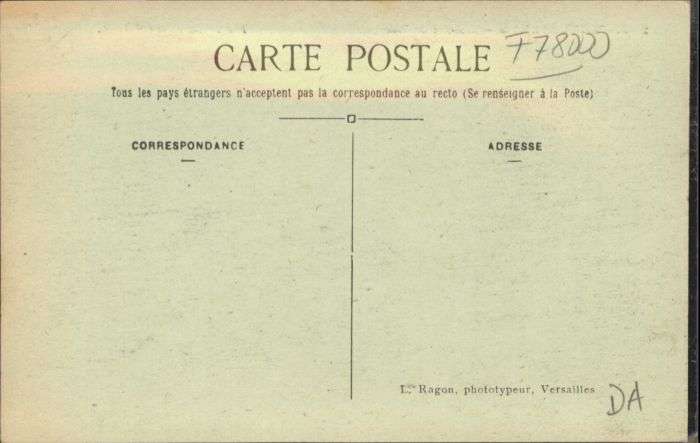 CARTE POSTALE F78000
Tous les pays étrangers n'acceptent pas la correspondance au recto (Se renseigner à la Poste)
CORRESPONDANCE ADRESSE
L. Ragon, phototypeur, Versailles
DA